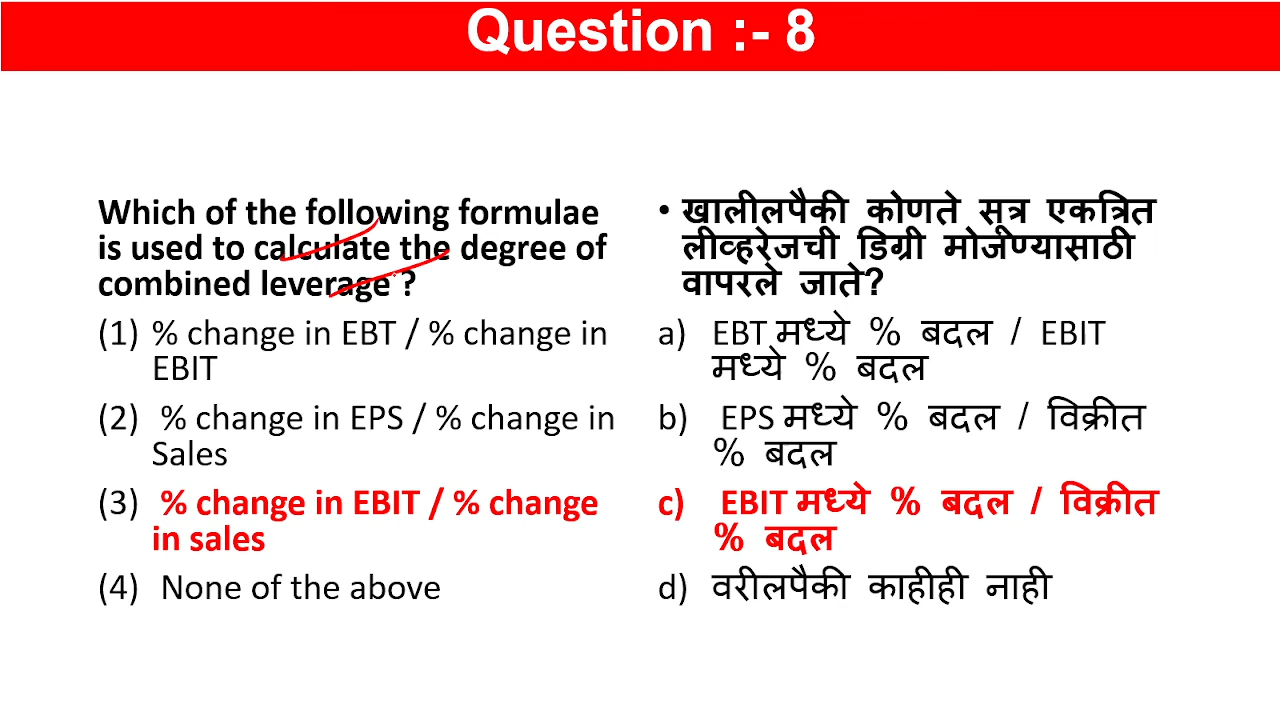 Question :- 8
Which of the following formulae
is used to calculate the degree of
combined leverage ?
(1) % change in EBT / % change in
EBIT
(2) % change in EPS / % change in
Sales
(3) % change in EBIT / % change
in sales
(4) None of the above
• खालीलपैकी कोणते सूत्र एकत्रित
लीव्हरेजची डिग्री मोजण्यासाठी
वापरले जाते?
a) EBT मध्ये % बदल / EBIT
मध्ये % बदल
b) EPS मध्ये % बदल / विक्रीत
% बदल
c) EBIT मध्ये % बदल / विक्रीत
% बदल
d) वरीलपैकी काहीही नाही